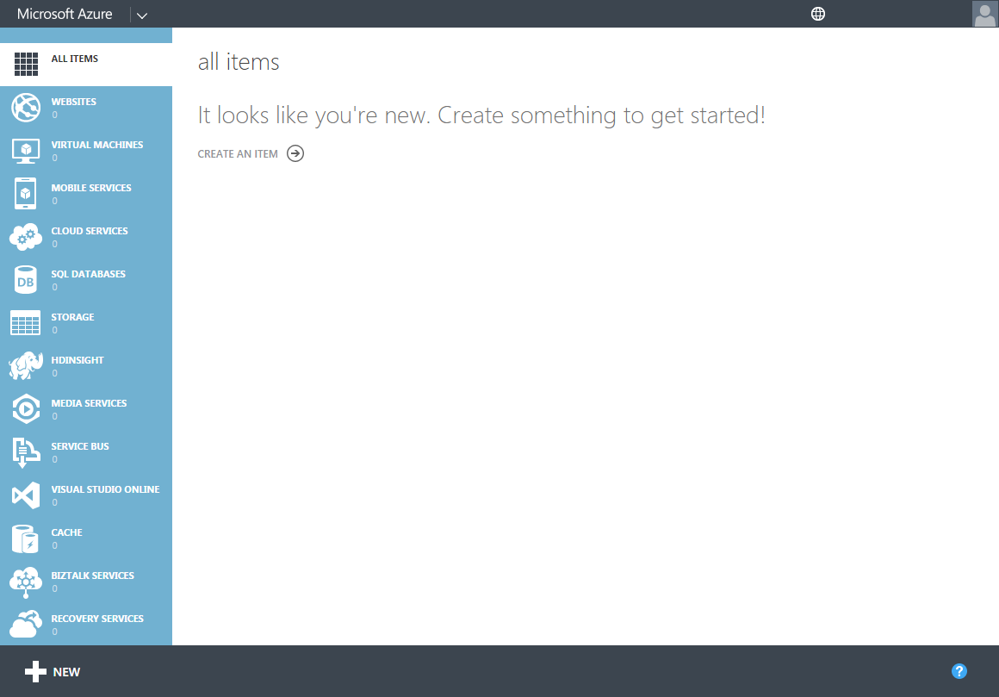 Microsoft Azure
ALL ITEMS
WEBSITES
0
VIRTUAL MACHINES
0
MOBILE SERVICES
0
CLOUD SERVICES
0
DB
SQL DATABASES
0
STORAGE
0
HDINSIGHT
0
MEDIA SERVICES
0
SERVICE BUS
0
VISUAL STUDIO ONLINE
0
CACHE
0
BIZTALK SERVICES
0
RECOVERY SERVICES
0
all items
It looks like you're new. Create something to get started!
CREATE AN ITEM
NEW
?